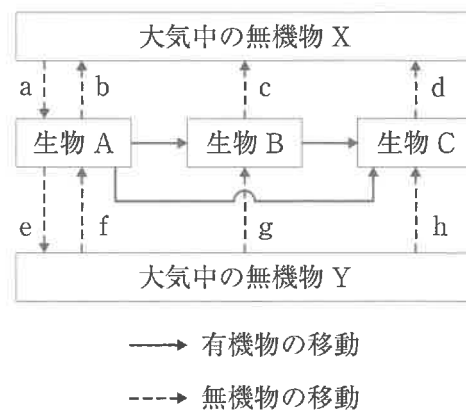 大気中の無機物 X
a b c d
生物 A 生物 B 生物 C
e f g h
大気中の無機物 Y
有機物の移動
無機物の移動